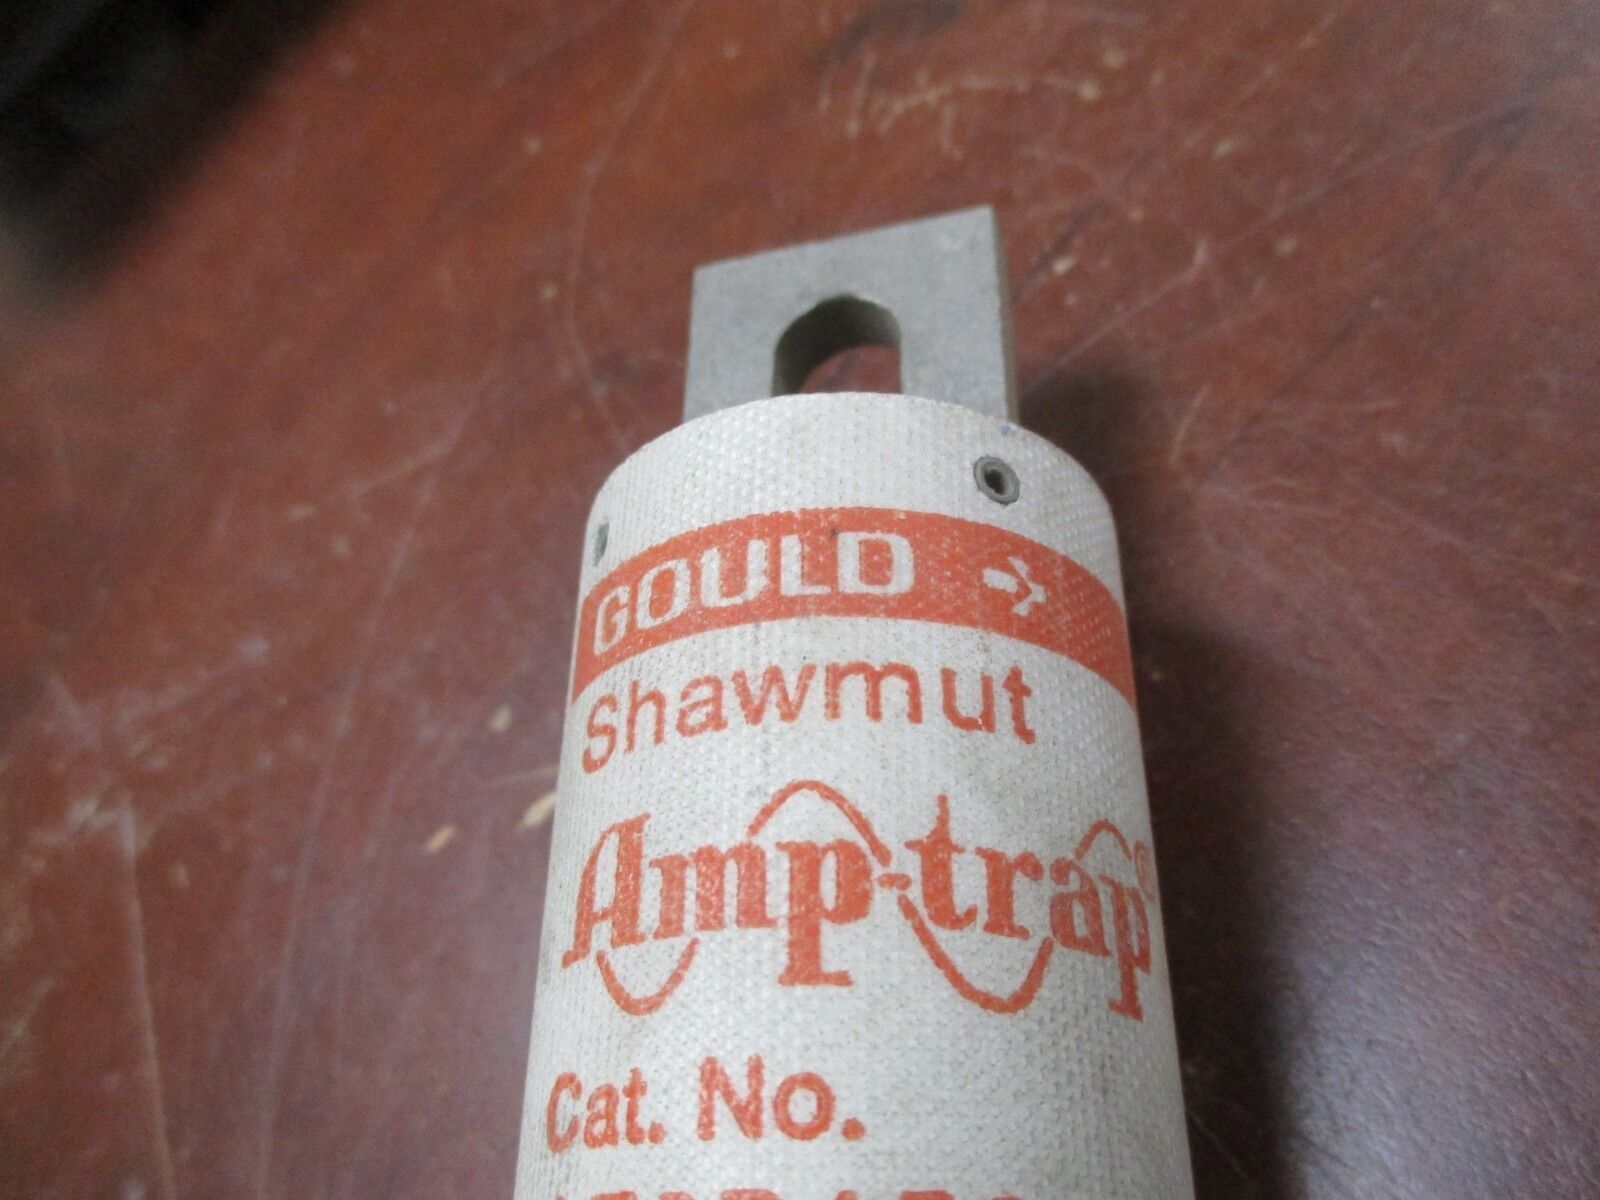 GOULD
Shawmut
Amp-trap®
Cat. No.